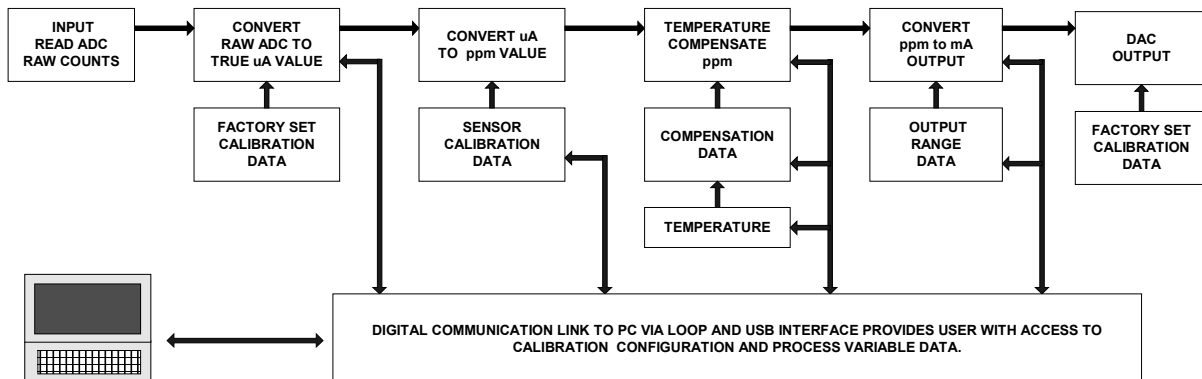 INPUT
READ ADC
RAW COUNTS
CONVERT
RAW ADC TO
TRUE uA VALUE
CONVERT uA
TO ppm VALUE
TEMPERATURE
COMPENSATE
ppm
CONVERT
ppm to mA
OUTPUT
DAC
OUTPUT
FACTORY SET
CALIBRATION
DATA
SENSOR
CALIBRATION
DATA
COMPENSATION
DATA
OUTPUT
RANGE
DATA
FACTORY SET
CALIBRATION
DATA
TEMPERATURE
DIGITAL COMMUNICATION LINK TO PC VIA LOOP AND USB INTERFACE PROVIDES USER WITH ACCESS TO
CALIBRATION CONFIGURATION AND PROCESS VARIABLE DATA.